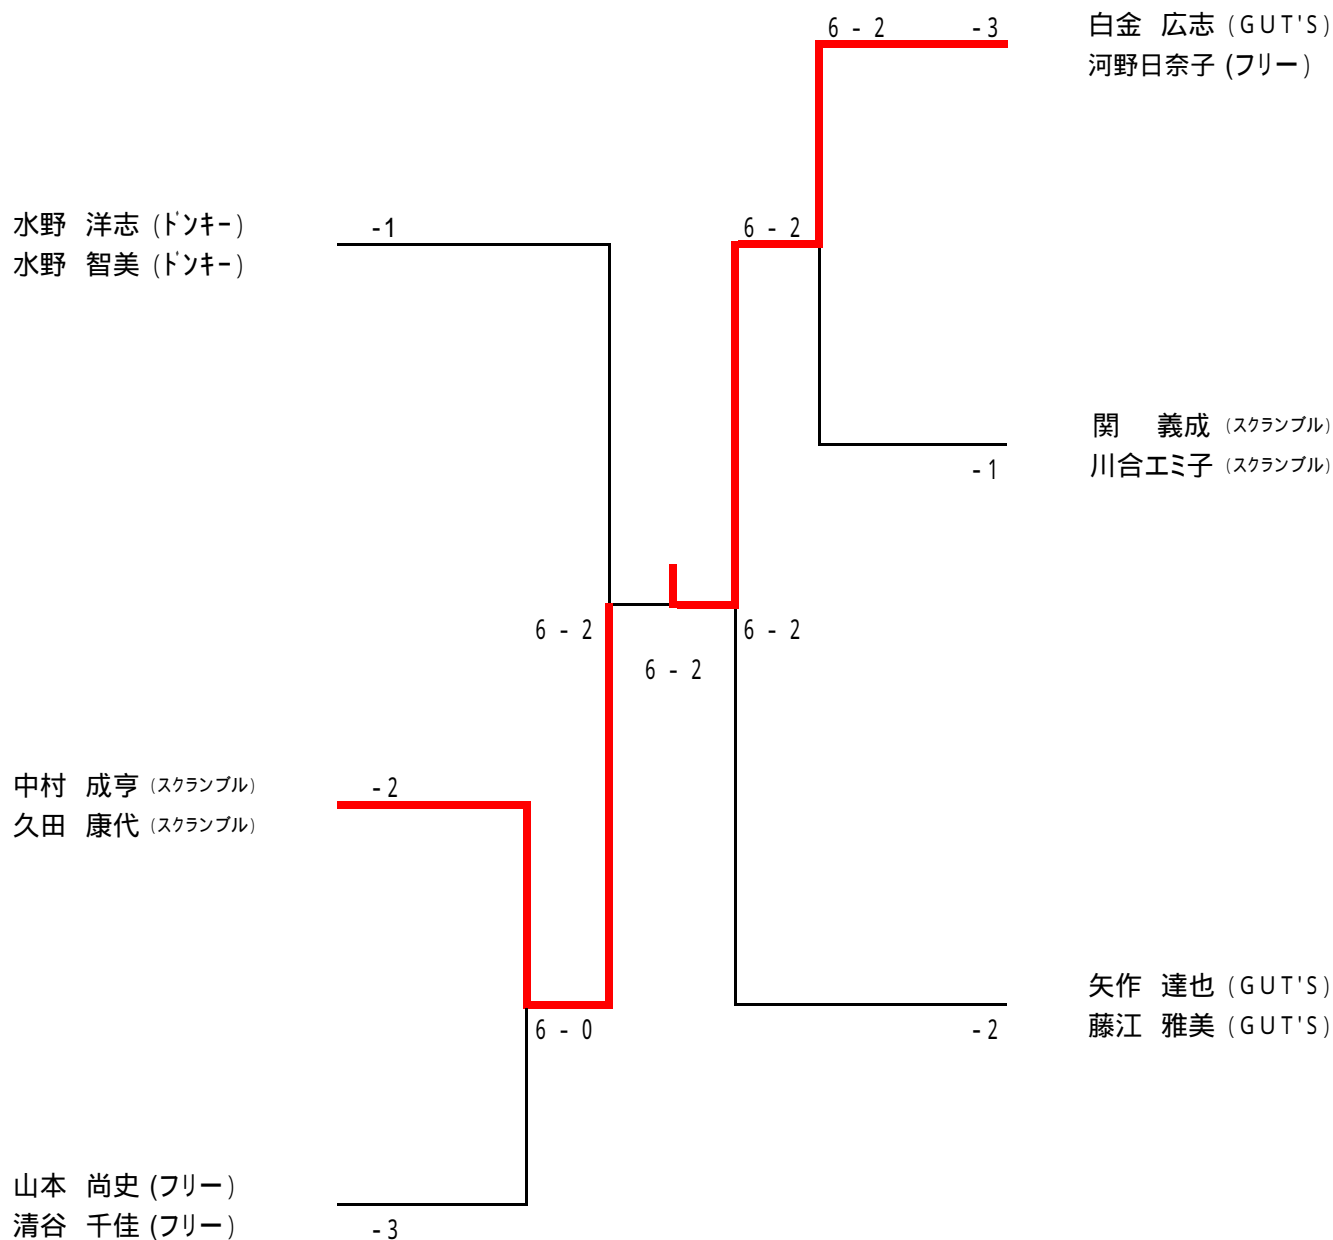 6 - 2
-3
白金 広志 (GUT'S)
河野日奈子 (フリー)
水野 洋志 (ﾄﾞﾝｷｰ)
水野 智美 (ﾄﾞﾝｷｰ)
-1
6 - 2
関 義成 (スクランブル)
川合エミ子 (スクランブル)
-1
6 - 2
6 - 2
6 - 2
中村 成亨 (スクランブル)
久田 康代 (スクランブル)
-2
6 - 0
矢作 達也 (GUT'S)
藤江 雅美 (GUT'S)
-2
山本 尚史 (フリー)
清谷 千佳 (フリー)
-3